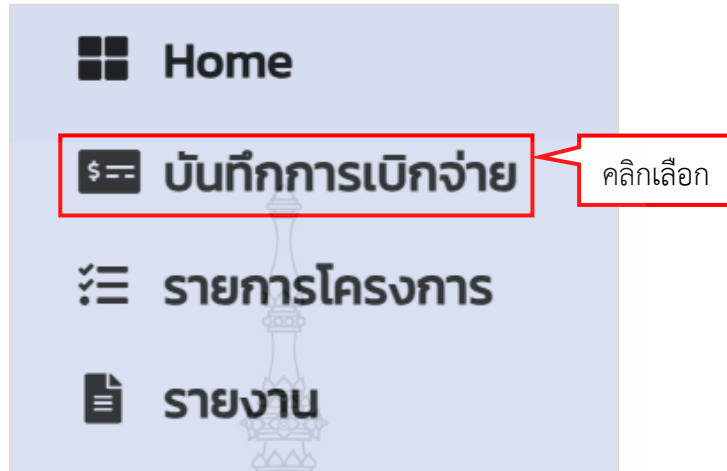 Home
บันทึกการเบิกจ่าย
คลิกเลือก
รายการโครงการ
รายงาน